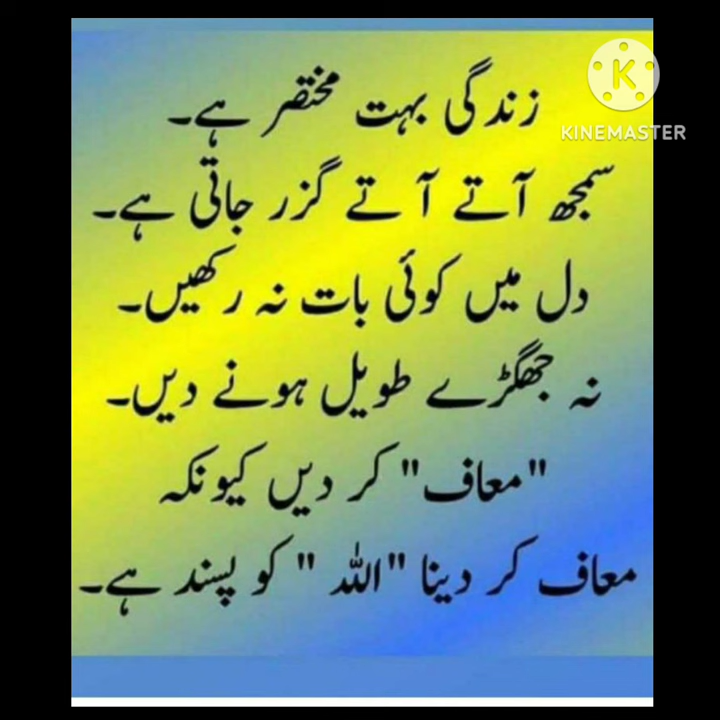 زندگی بہت مختصر ہے۔
K
KINEMASTER
سمجھ آتے آتے گزر جاتی ہے۔
دل میں کوئی بات نہ رکھیں۔
نہ جھگڑے طویل ہونے دیں۔
"معاف" کر دیں کیونکہ
معاف کر دینا "اللہ " کو پسند ہے۔